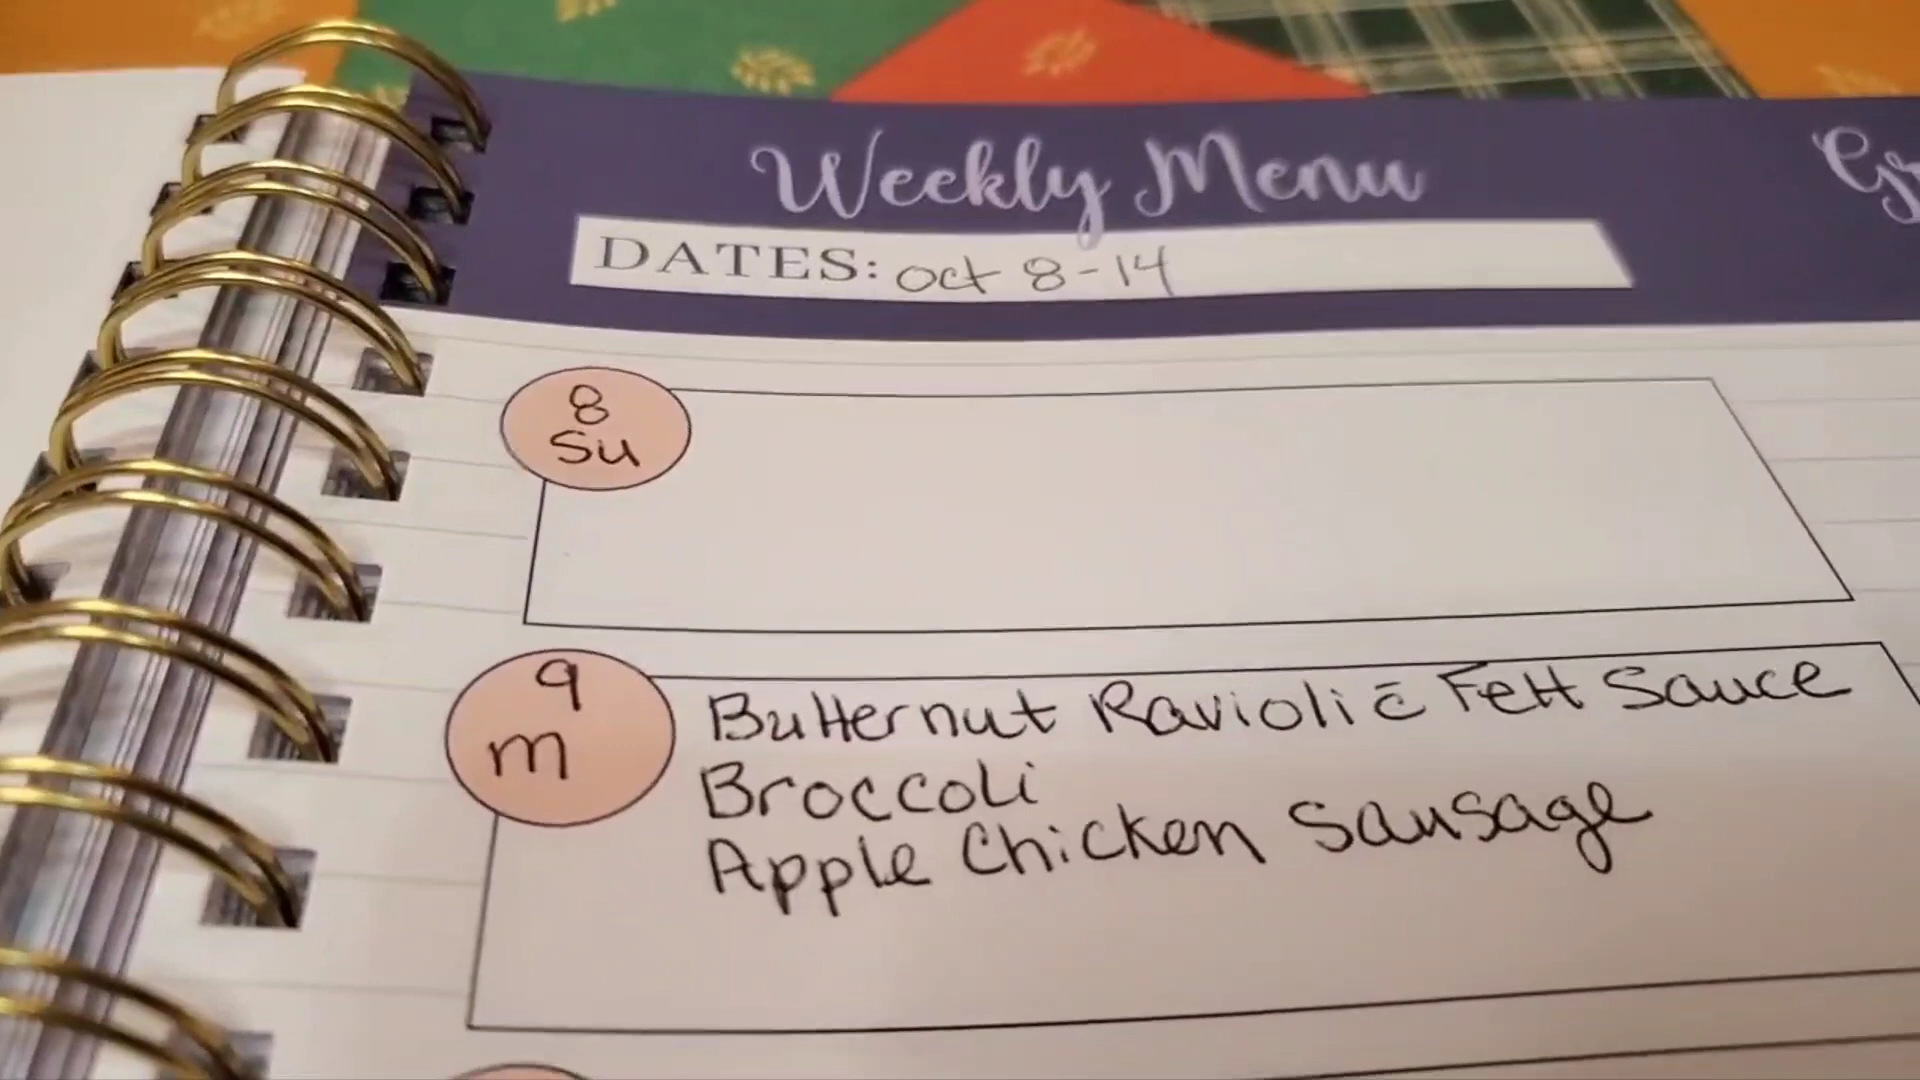 Weekly Menu
DATES: Oct 8-14
8
Su
9
m
Butternut Ravioli c̄ Fett Sauce
Broccoli
Apple Chicken Sausage